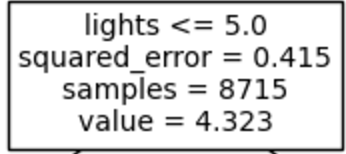 lights <= 5.0
squared_error = 0.415
samples = 8715
value = 4.323